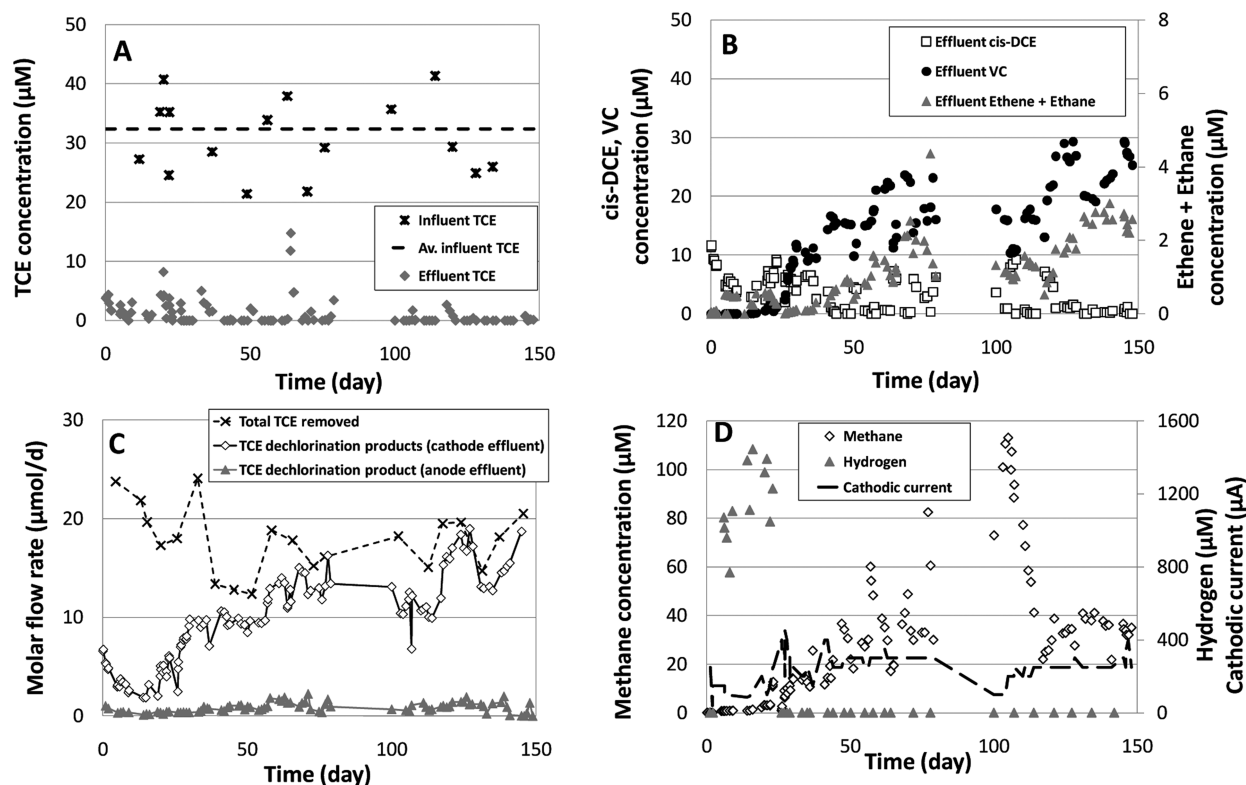 A
TCE concentration (µM)
50
40
30
20
10
0
0
50
100
150
Time (day)
Influent TCE
Av. influent TCE
Effluent TCE
B
cis-DCE, VC
concentration (µM)
50
40
30
20
10
0
8
6
4
2
0
Ethene + Ethane
concentration (µM)
0
50
100
150
Time (day)
Effluent cis-DCE
Effluent VC
Effluent Ethene + Ethane
C
Molar flow rate (µmol/d)
30
20
10
0
0
50
100
150
Time (day)
Total TCE removed
TCE dechlorination products (cathode effluent)
TCE dechlorination product (anode effluent)
D
Methane concentration (µM)
120
100
80
60
40
20
0
1600
1200
800
400
0
Hydrogen (µM)
Cathodic current (µA)
0
50
100
150
Time (day)
Methane
Hydrogen
Cathodic current